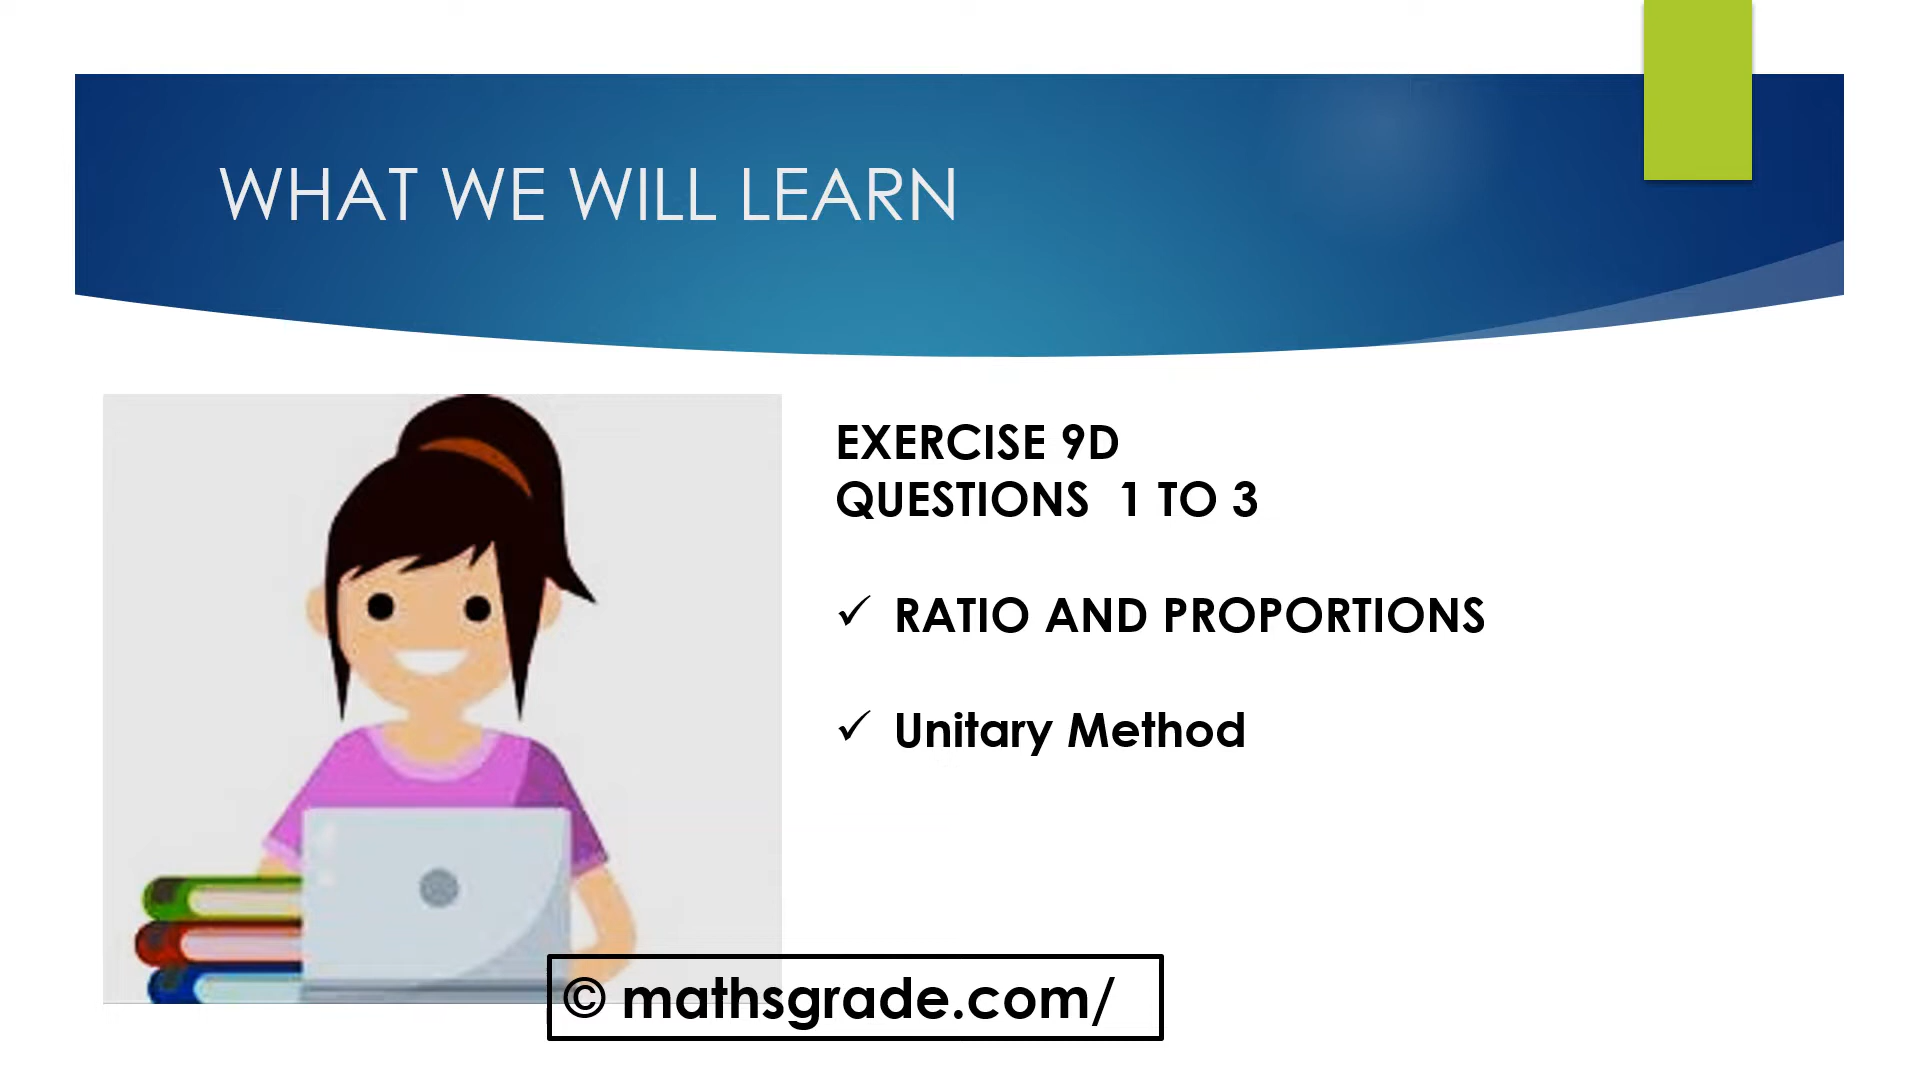 WHAT WE WILL LEARN
EXERCISE 9D
QUESTIONS  1 TO 3
✓ RATIO AND PROPORTIONS
✓ Unitary Method
© mathsgrade.com/